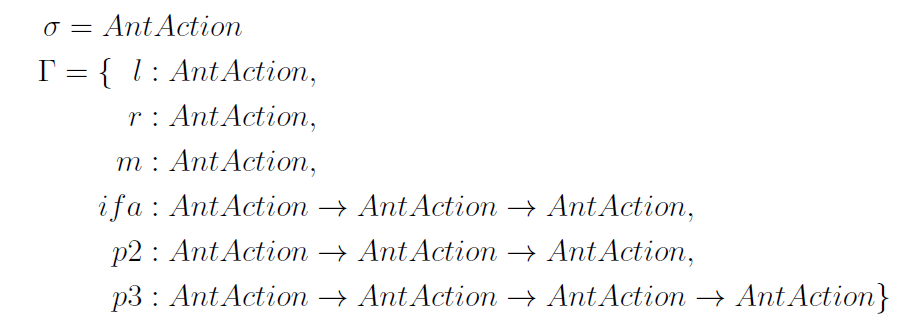 σ = AntAction
Γ = { l : AntAction,
r : AntAction,
m : AntAction,
ifa : AntAction → AntAction → AntAction,
p2 : AntAction → AntAction → AntAction,
p3 : AntAction → AntAction → AntAction → AntAction}